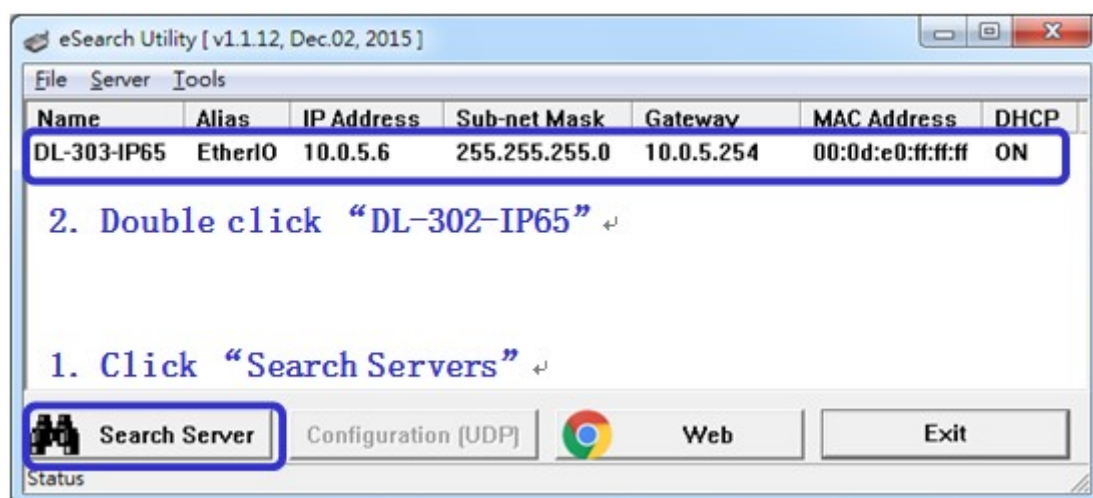 eSearch Utility [ v1.1.12, Dec.02, 2015 ]
File Server Tools
Name Alias IP Address Sub-net Mask Gateway MAC Address DHCP
DL-303-IP65 EtherIO 10.0.5.6 255.255.255.0 10.0.5.254 00:0d:e0:ff:ff:ff ON
2. Double click “DL-302-IP65”↵
1. Click “Search Servers”↵
Search Server Configuration (UDP) Web Exit
Status